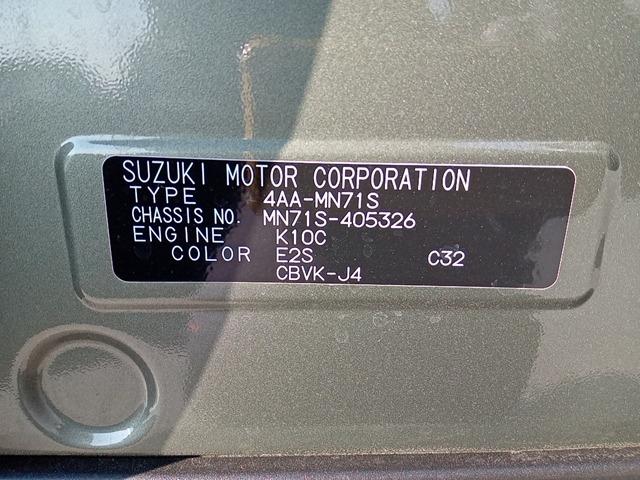 SUZUKI MOTOR CORPORATION
TYPE 4AA-MN71S
CHASSIS NO. MN71S-405326
ENGINE K10C
COLOR E2S C32
CBVK-J4